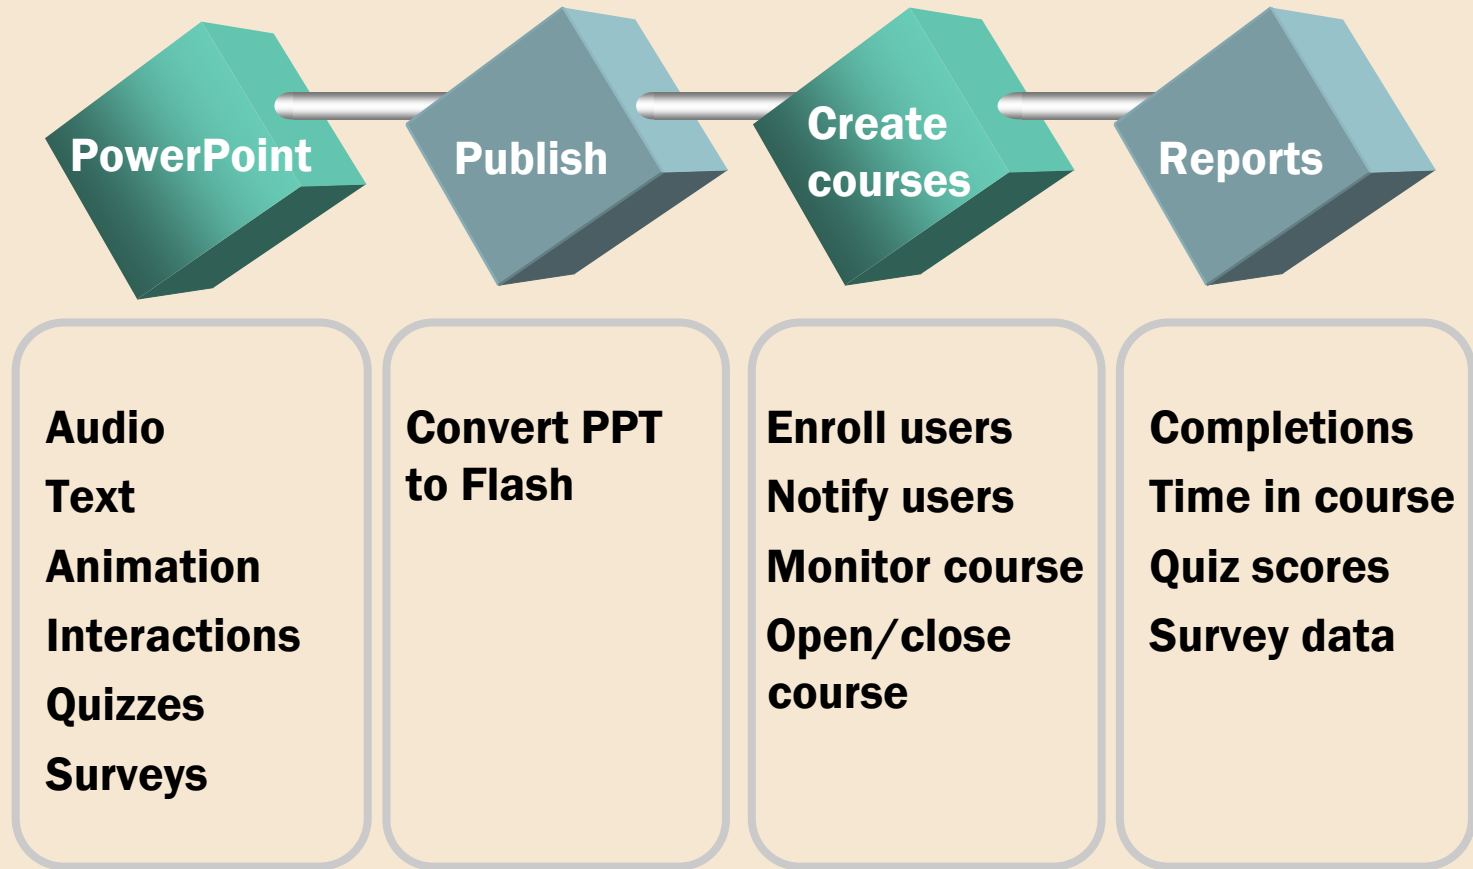 PowerPoint
Publish
Create
courses
Reports
Audio
Text
Animation
Interactions
Quizzes
Surveys
Convert PPT
to Flash
Enroll users
Notify users
Monitor course
Open/close
course
Completions
Time in course
Quiz scores
Survey data